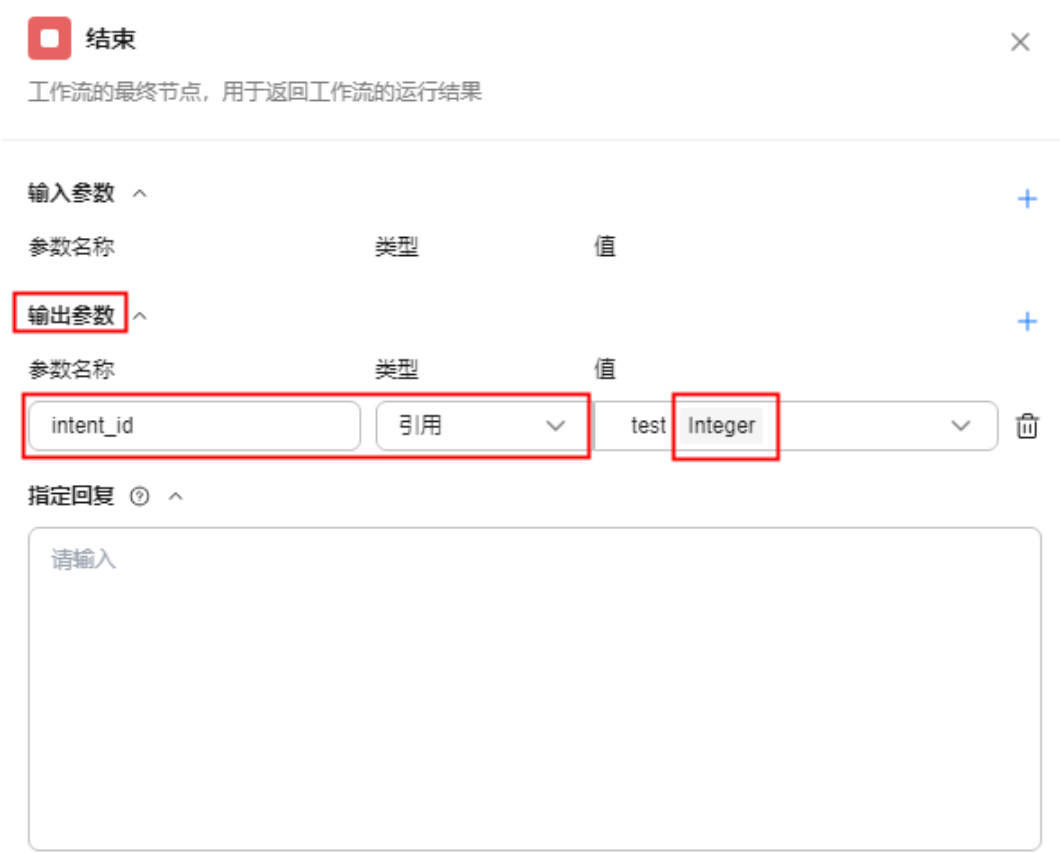 结束
工作流的最终节点，用于返回工作流的运行结果
输入参数
参数名称 类型 值
输出参数
参数名称 类型 值
intent_id 引用 test Integer
指定回复
请输入